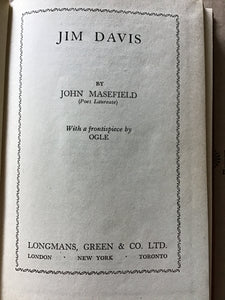 JIM DAVIS
BY
JOHN MASEFIELD
(Poet Laureate)
With a frontispiece by
OGLE
LONGMANS, GREEN & CO. LTD.
LONDON · NEW YORK · TORONTO